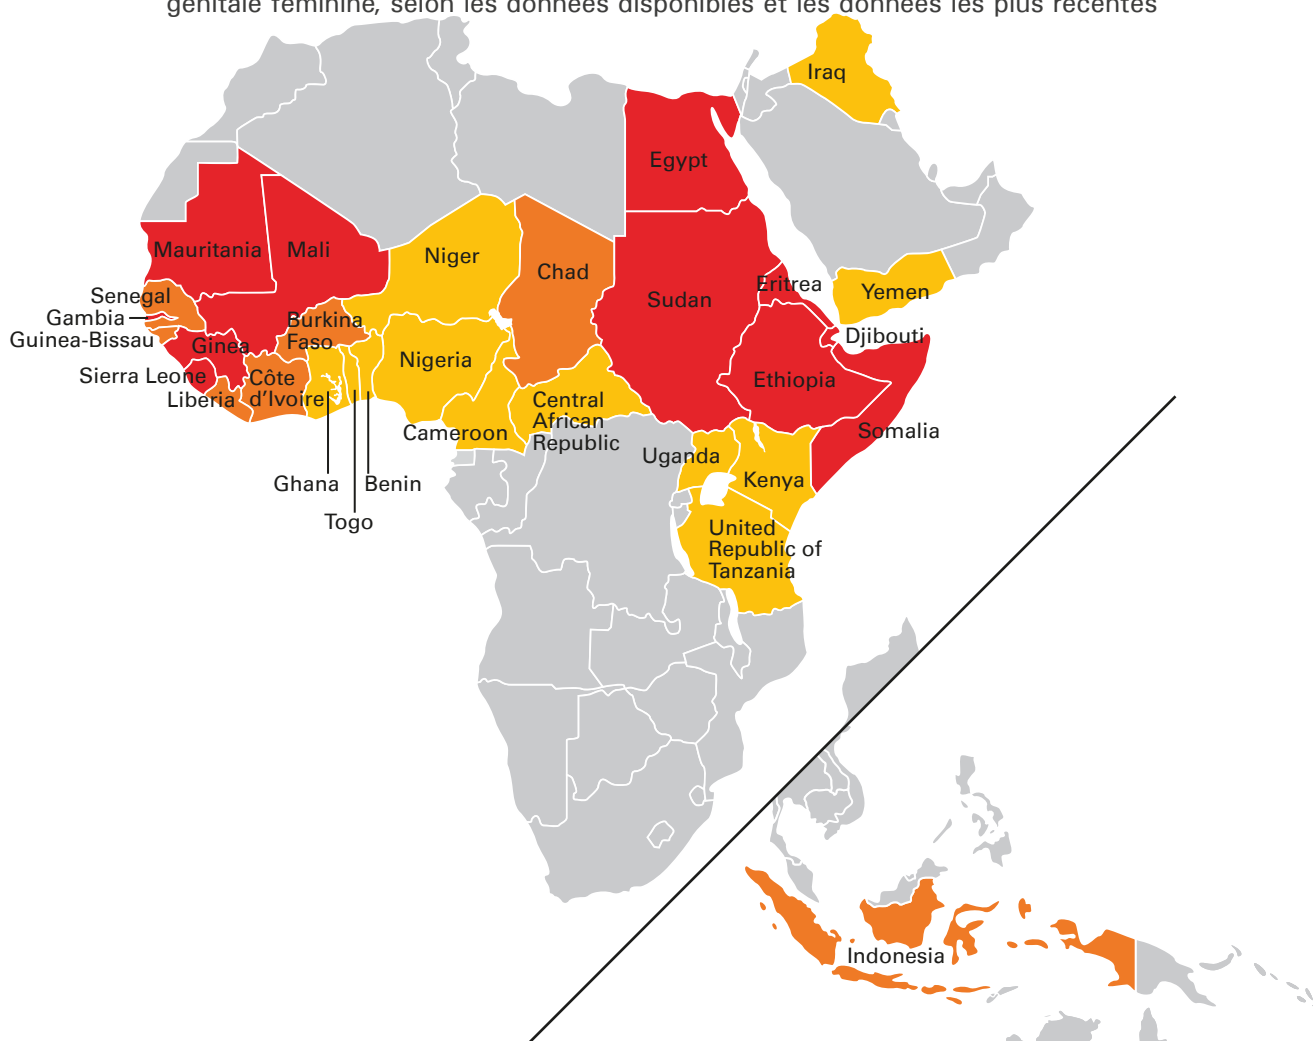 génitale féminine, selon les données disponibles et les données les plus récentes
Iraq
Egypt
Mauritania
Mali
Niger
Chad
Sudan
Eritrea
Yemen
Senegal
Gambia
Guinea-Bissau
Burkina
Faso
Ginea
Nigeria
Djibouti
Ethiopia
Sierra Leone
Liberia
Côte
d'Ivoire
Central
African
Republic
Cameroon
Somalia
Uganda
Kenya
Ghana
Benin
Togo
United
Republic of
Tanzania
Indonesia